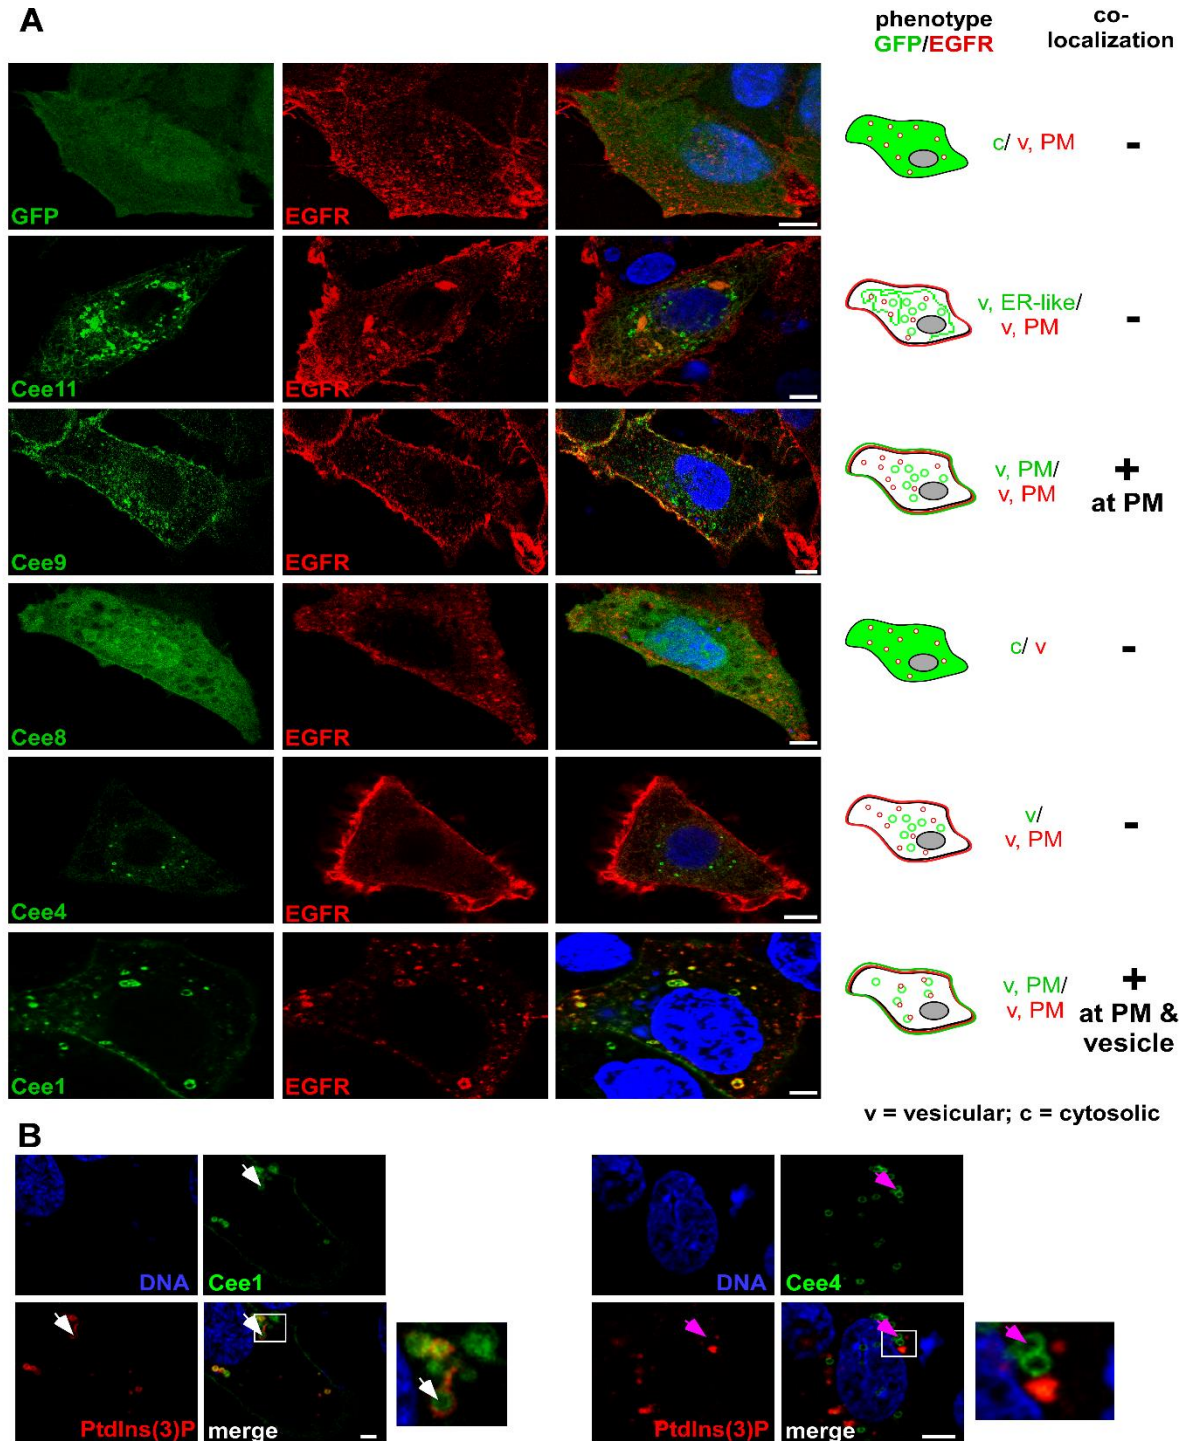 A
phenotype
GFP/EGFR
co-
localization
GFP
EGFR
c/ v, PM
-
Cee11
EGFR
v, ER-like/
v, PM
-
Cee9
EGFR
v, PM/
v, PM
+
at PM
Cee8
EGFR
c/ v
-
Cee4
EGFR
v/
v, PM
-
Cee1
EGFR
v, PM/
v, PM
+
at PM &
vesicle
v = vesicular; c = cytosolic
B
DNA
Cee1
PtdIns(3)P
merge
DNA
Cee4
PtdIns(3)P
merge